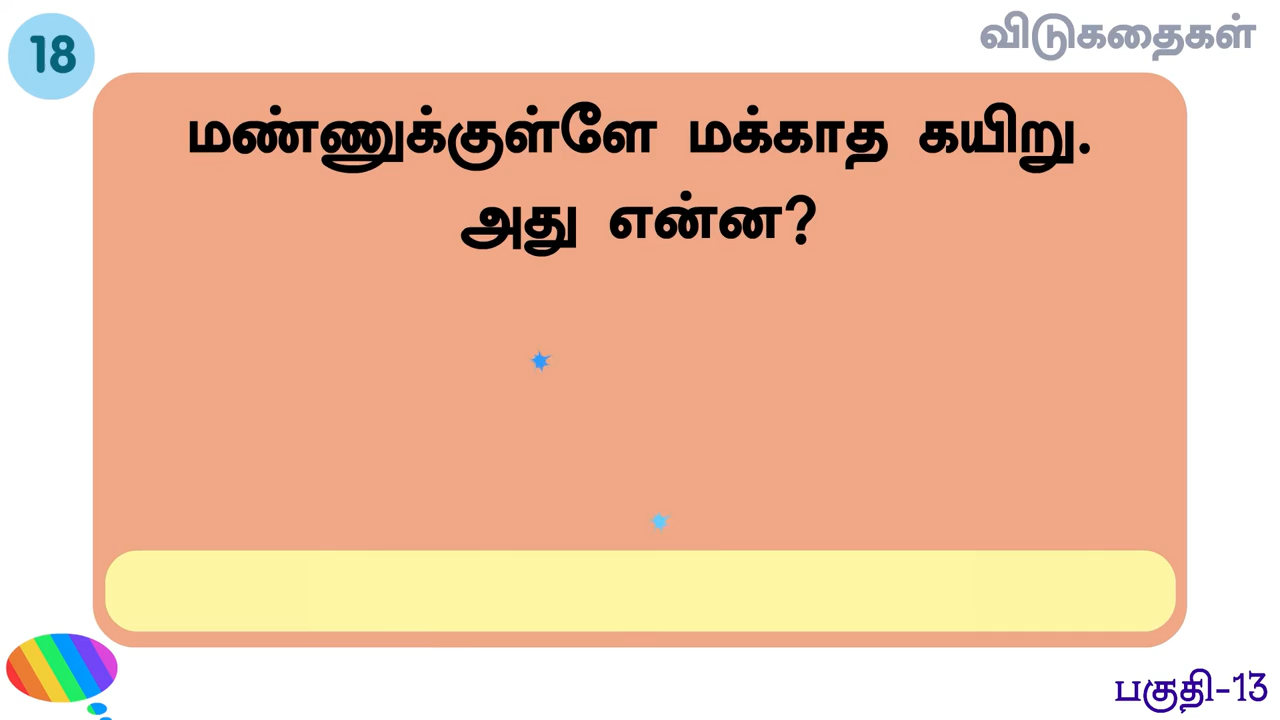 18
விடுகதைகள்
மண்ணுக்குள்ளே மக்காத கயிறு.
அது என்ன?
பகுதி-13